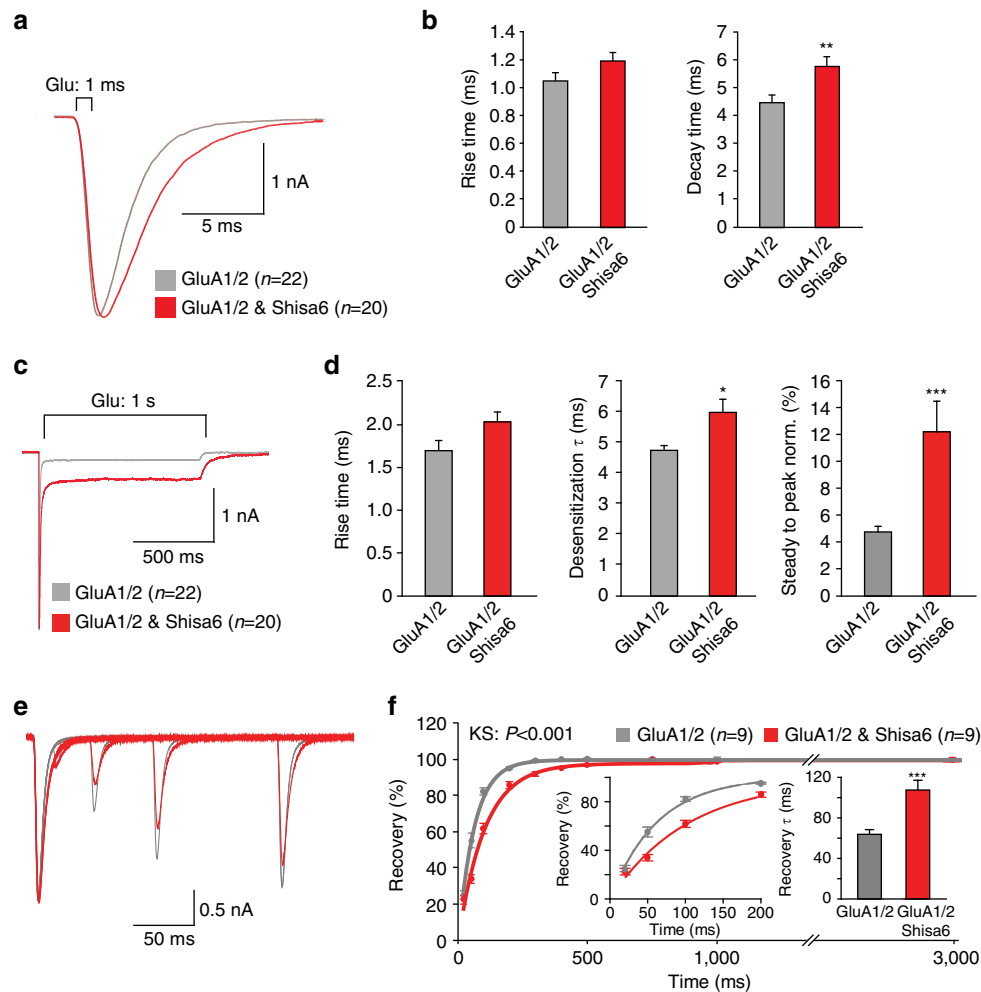 a
Glu: 1 ms
1 nA
5 ms
GluA1/2 (n=22)
GluA1/2 & Shisa6 (n=20)
b
Rise time (ms)
1.4
1.2
1.0
0.8
0.6
0.4
0.2
0
GluA1/2
GluA1/2
Shisa6
Decay time (ms)
7
6
5
4
3
2
1
0
**
GluA1/2
GluA1/2
Shisa6
c
Glu: 1 s
1 nA
500 ms
GluA1/2 (n=22)
GluA1/2 & Shisa6 (n=20)
d
Rise time (ms)
2.5
2.0
1.5
1.0
0.5
0
GluA1/2
GluA1/2
Shisa6
Desensitization τ (ms)
7
6
5
4
3
2
1
0
*
GluA1/2
GluA1/2
Shisa6
Steady to peak norm. (%)
16
14
12
10
8
6
4
2
0
***
GluA1/2
GluA1/2
Shisa6
e
0.5 nA
50 ms
f
Recovery (%)
120
100
80
60
40
20
0
KS: P<0.001
GluA1/2 (n=9)
GluA1/2 & Shisa6 (n=9)
Recovery (%)
80
40
0
0
50
100
150
200
Time (ms)
Recovery τ (ms)
120
80
60
40
0
***
GluA1/2
GluA1/2
Shisa6
0
500
1,000
3,000
Time (ms)